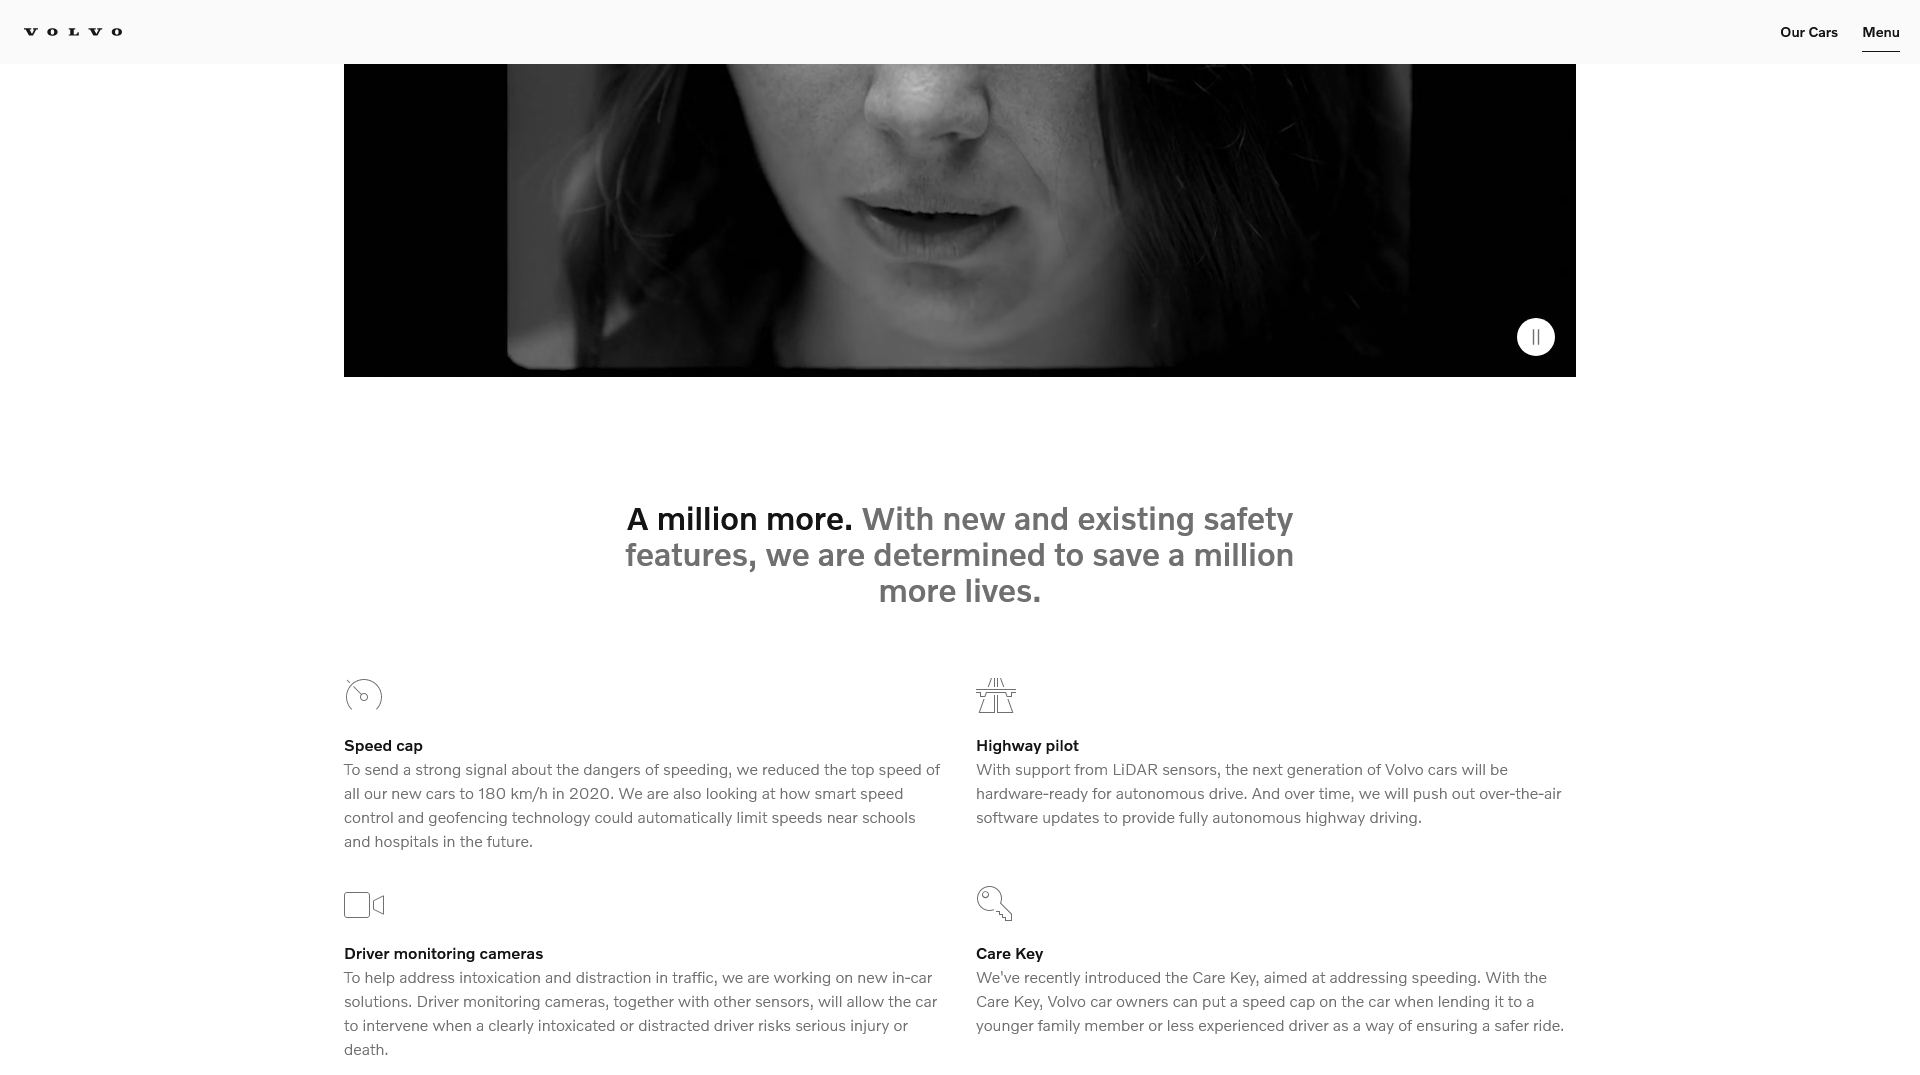 VOLVO
Our Cars
Menu
A million more. With new and existing safety
features, we are determined to save a million
more lives.
Speed cap
To send a strong signal about the dangers of speeding, we reduced the top speed of
all our new cars to 180 km/h in 2020. We are also looking at how smart speed
control and geofencing technology could automatically limit speeds near schools
and hospitals in the future.
Highway pilot
With support from LiDAR sensors, the next generation of Volvo cars will be
hardware-ready for autonomous drive. And over time, we will push out over-the-air
software updates to provide fully autonomous highway driving.
Driver monitoring cameras
To help address intoxication and distraction in traffic, we are working on new in-car
solutions. Driver monitoring cameras, together with other sensors, will allow the car
to intervene when a clearly intoxicated or distracted driver risks serious injury or
death.
Care Key
We've recently introduced the Care Key, aimed at addressing speeding. With the
Care Key, Volvo car owners can put a speed cap on the car when lending it to a
younger family member or less experienced driver as a way of ensuring a safer ride.